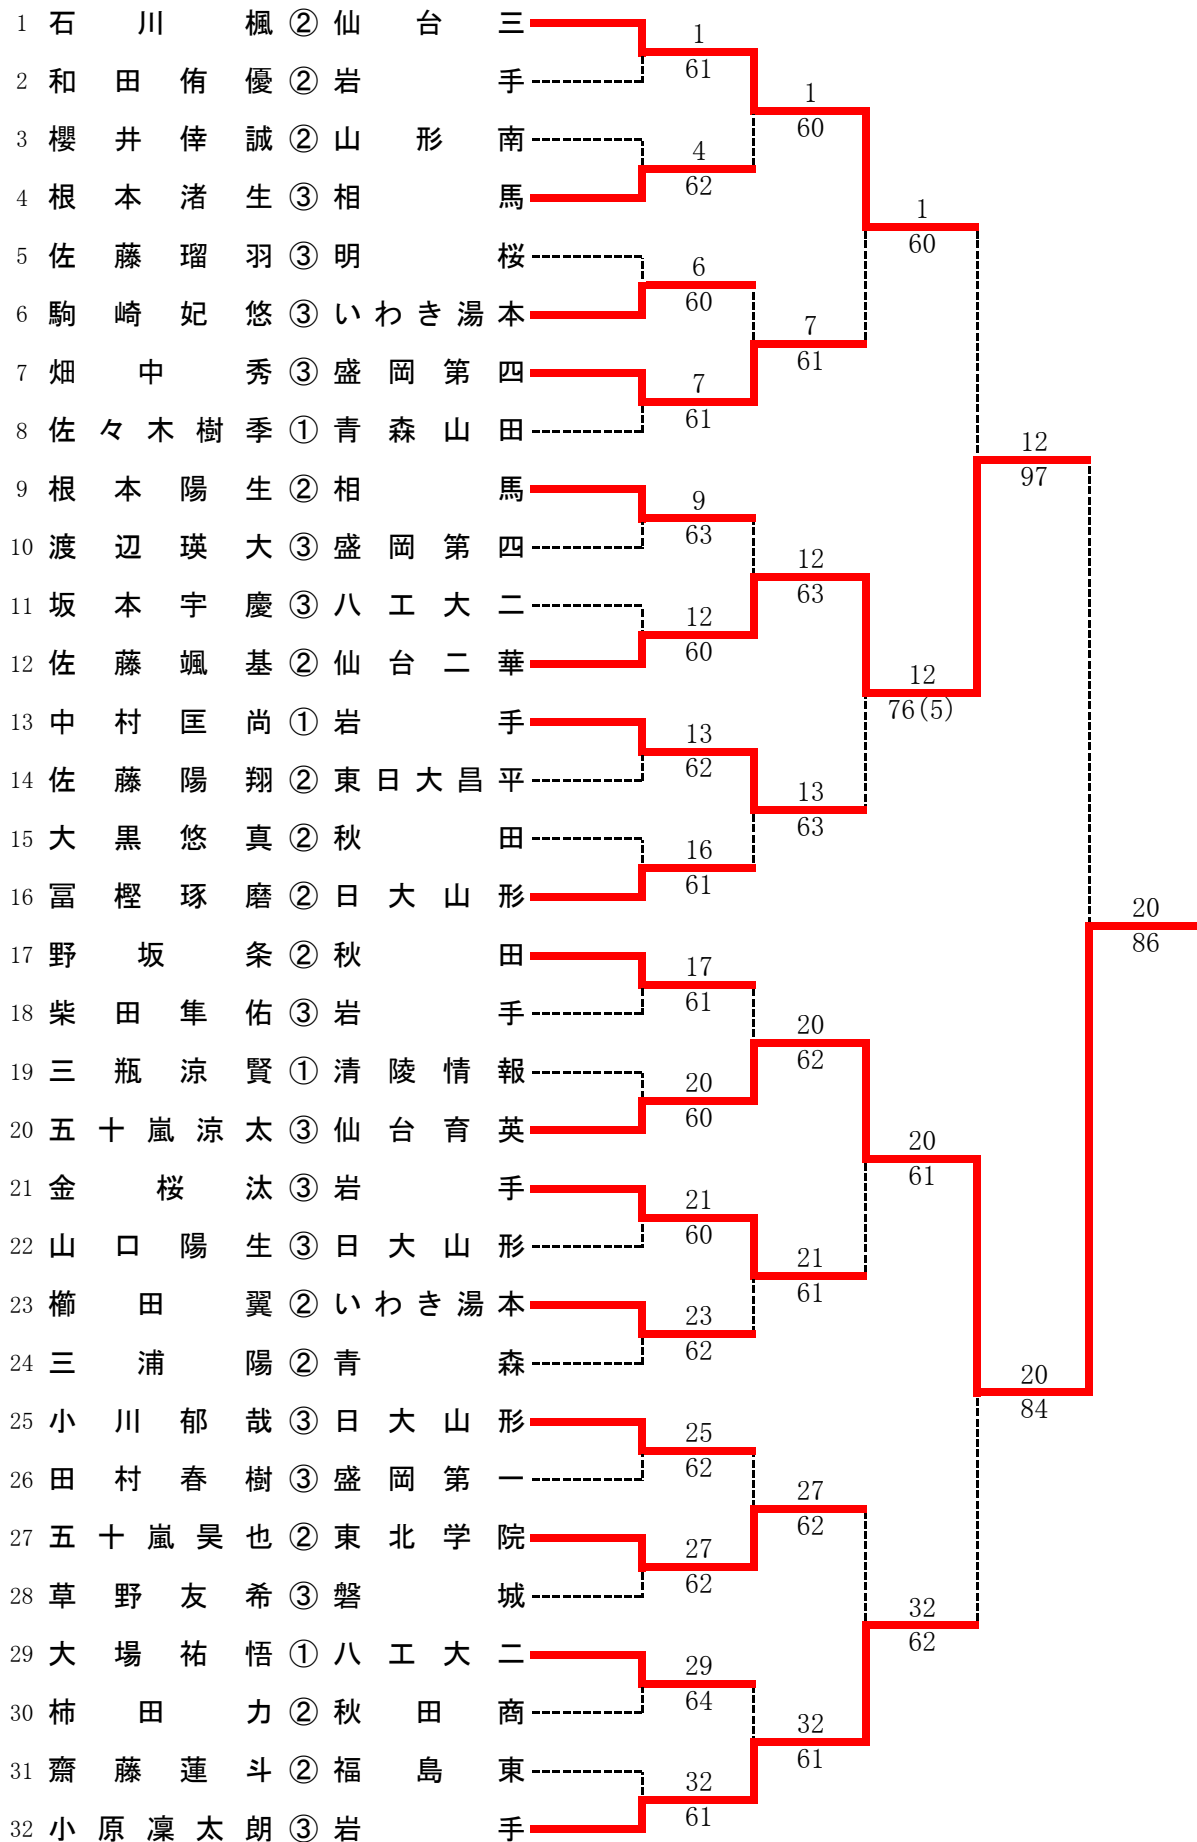 1 石川楓 ② 仙台三
2 和田侑優 ② 岩手
3 櫻井倖誠 ② 山形南
4 根本渚生 ③ 相馬
5 佐藤瑠羽 ③ 明桜
6 駒崎妃悠 ③ いわき湯本
7 畑中秀 ③ 盛岡第四
8 佐々木樹季 ① 青森山田
9 根本陽生 ② 相馬
10 渡辺瑛大 ③ 盛岡第四
11 坂本宇慶 ③ 八工大二
12 佐藤颯基 ② 仙台二華
13 中村匡尚 ① 岩手
14 佐藤陽翔 ② 東日大昌平
15 大黒悠真 ② 秋田
16 冨樫琢磨 ② 日大山形
17 野坂条 ② 秋田
18 柴田隼佑 ③ 岩手
19 三瓶涼賢 ① 清陵情報
20 五十嵐涼太 ③ 仙台育英
21 金桜汰 ③ 岩手
22 山口陽生 ③ 日大山形
23 櫛田翼 ② いわき湯本
24 三浦陽 ② 青森
25 小川郁哉 ③ 日大山形
26 田村春樹 ③ 盛岡第一
27 五十嵐昊也 ② 東北学院
28 草野友希 ③ 磐城
29 大場祐悟 ① 八工大二
30 柿田力 ② 秋田商
31 齋藤蓮斗 ② 福島東
32 小原凜太朗 ③ 岩手
1
61
4
62
6
60
7
61
9
63
12
60
13
62
16
61
17
61
20
60
21
60
23
62
25
62
27
62
29
64
32
61
1
60
7
61
12
63
13
63
20
62
21
61
27
62
32
61
1
60
12
76(5)
20
61
32
62
12
97
20
84
20
86